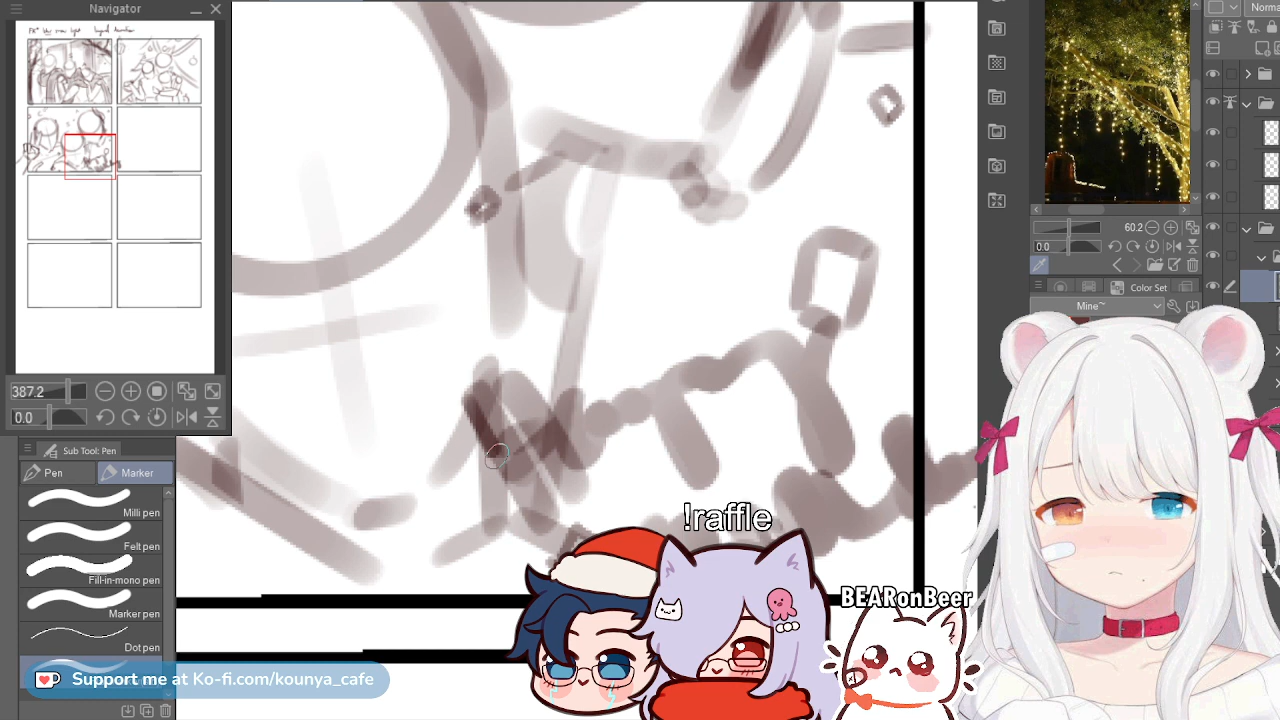 Navigator
387.2
0.0
Sub Tool: Pen
Pen
Marker
Milli pen
Felt pen
Fill-in-mono pen
Marker pen
Dot pen
Support me at Ko-fi.com/kounya_cafe
!raffle
BEARonBeer
Norma
60.2
0.0
Color Set
Mine~